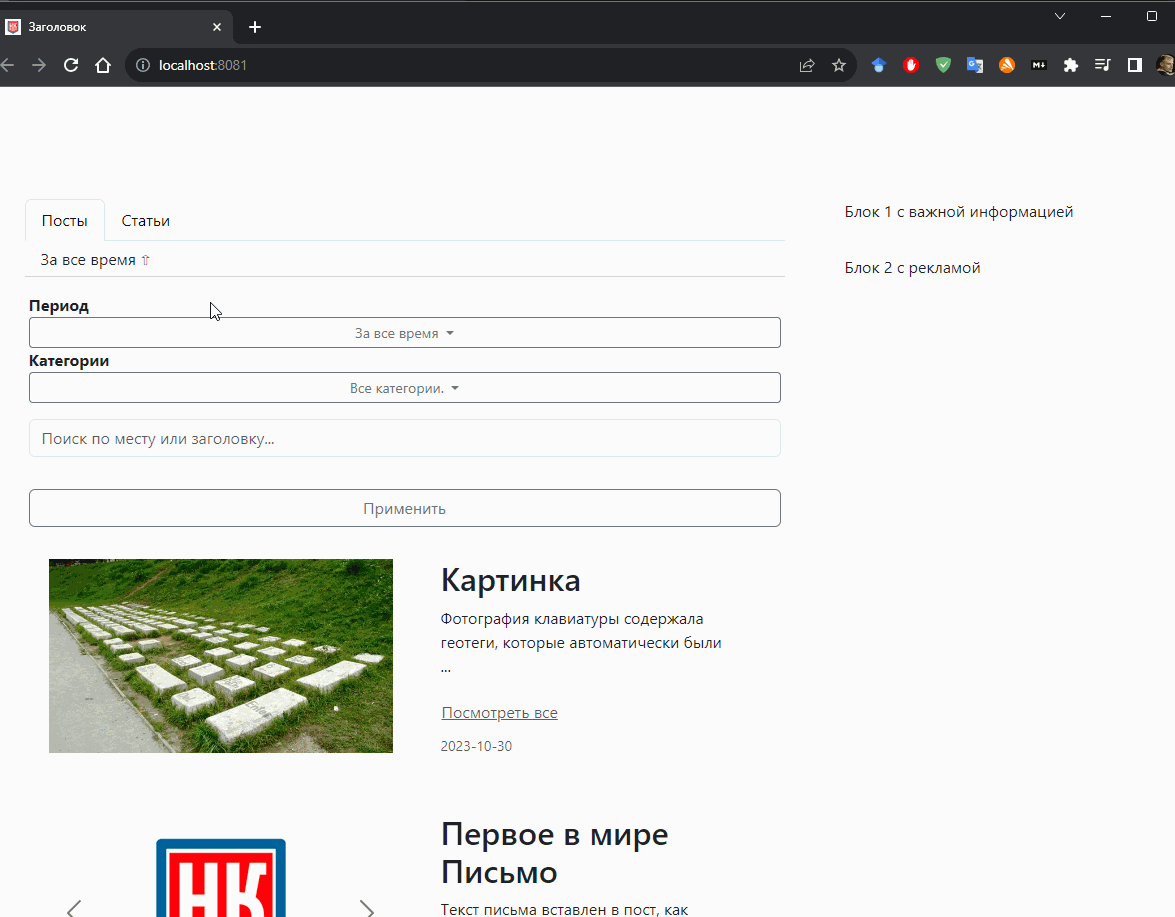 Заголовок
localhost:8081
Посты Статьи
За все время ⇧
Период
За все время
Категории
Все категории.
Поиск по месту или заголовку...
Применить
Картинка
Фотография клавиатуры содержала
геотеги, которые автоматически были
...
Посмотреть все
2023-10-30
НК
Первое в мире
Письмо
Текст письма вставлен в пост, как
Блок 1 с важной информацией
Блок 2 с рекламой